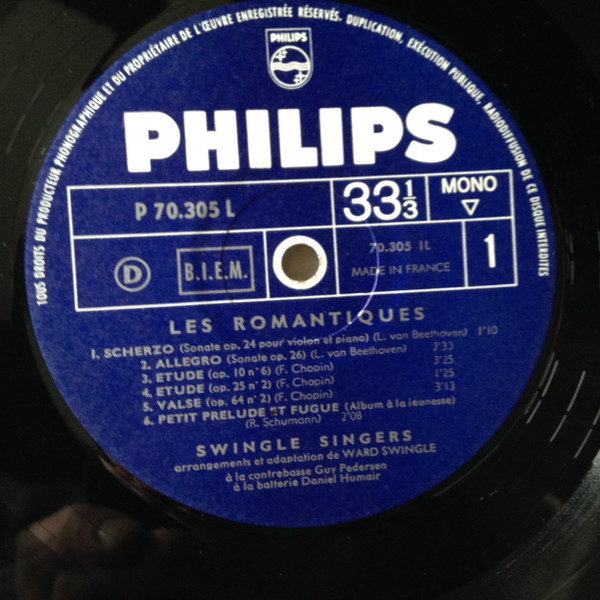 TOUS DROITS DU PRODUCTEUR PHONOGRAPHIQUE ET DU PROPRIÉTAIRE DE L'ŒUVRE ENREGISTRÉE RÉSERVÉS. DUPLICATION, EXÉCUTION PUBLIQUE, RADIODIFFUSION DE CE DISQUE INTERDITES
PHILIPS
PHILIPS
P 70.305 L
33 1/3
MONO
▽
D
B.I.E.M.
70.305 1L
MADE IN FRANCE
1
LES ROMANTIQUES
1. SCHERZO (Sonate op. 24 pour violon et piano) (L. van Beethoven) 1'10
2. ALLEGRO (Sonate op. 26) (L. van Beethoven) 2'33
3. ETUDE (op. 10 n° 6) (F. Chopin) 3'25
4. ETUDE (op. 25 n° 2) (F. Chopin) 1'25
5. VALSE (op. 64 n° 2) (F. Chopin) 3'13
6. PETIT PRELUDE ET FUGUE (Album à la jeunesse)
(R. Schumann) 2'08
SWINGLE SINGERS
arrangements et adaptation de WARD SWINGLE
à la contrebasse Guy Pedersen
à la batterie Daniel Humair